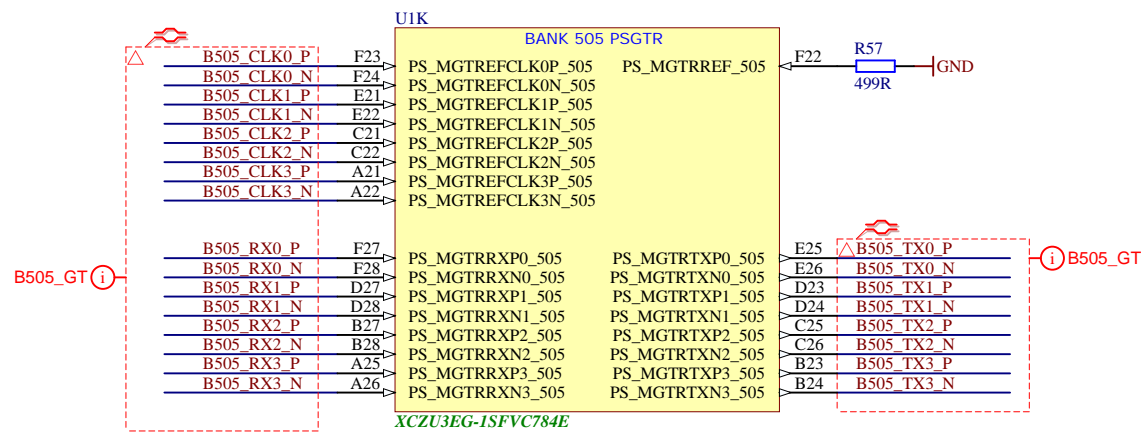 U1K
BANK 505 PSGTR
B505_CLK0_P F23 PS_MGTREFCLK0P_505 PS_MGTRREF_505 F22 R57 499R GND
B505_CLK0_N F24 PS_MGTREFCLK0N_505
B505_CLK1_P E21 PS_MGTREFCLK1P_505
B505_CLK1_N E22 PS_MGTREFCLK1N_505
B505_CLK2_P C21 PS_MGTREFCLK2P_505
B505_CLK2_N C22 PS_MGTREFCLK2N_505
B505_CLK3_P A21 PS_MGTREFCLK3P_505
B505_CLK3_N A22 PS_MGTREFCLK3N_505
B505_RX0_P F27 PS_MGTRRXP0_505 PS_MGTRTXP0_505 E25 B505_TX0_P
B505_GT i B505_RX0_N F28 PS_MGTRRXN0_505 PS_MGTRTXN0_505 E26 B505_TX0_N i B505_GT
B505_RX1_P D27 PS_MGTRRXP1_505 PS_MGTRTXP1_505 D23 B505_TX1_P
B505_RX1_N D28 PS_MGTRRXN1_505 PS_MGTRTXN1_505 D24 B505_TX1_N
B505_RX2_P B27 PS_MGTRRXP2_505 PS_MGTRTXP2_505 C25 B505_TX2_P
B505_RX2_N B28 PS_MGTRRXN2_505 PS_MGTRTXN2_505 C26 B505_TX2_N
B505_RX3_P A25 PS_MGTRRXP3_505 PS_MGTRTXP3_505 B23 B505_TX3_P
B505_RX3_N A26 PS_MGTRRXN3_505 PS_MGTRTXN3_505 B24 B505_TX3_N
XCZU3EG-1SFVC784E